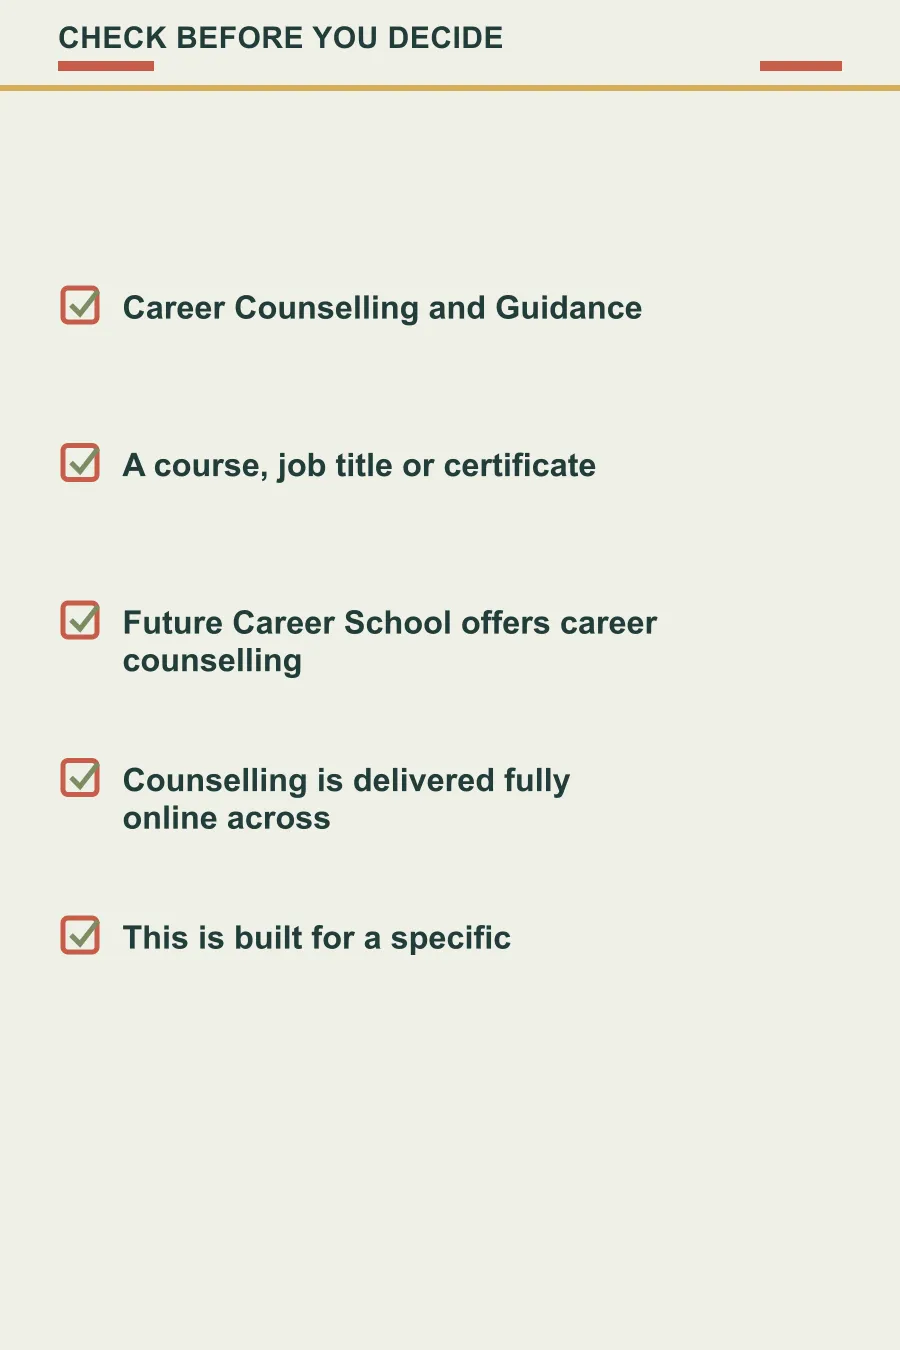 CHECK BEFORE YOU DECIDE
Career Counselling and Guidance
A course, job title or certificate
Future Career School offers career
counselling
Counselling is delivered fully
online across
This is built for a specific